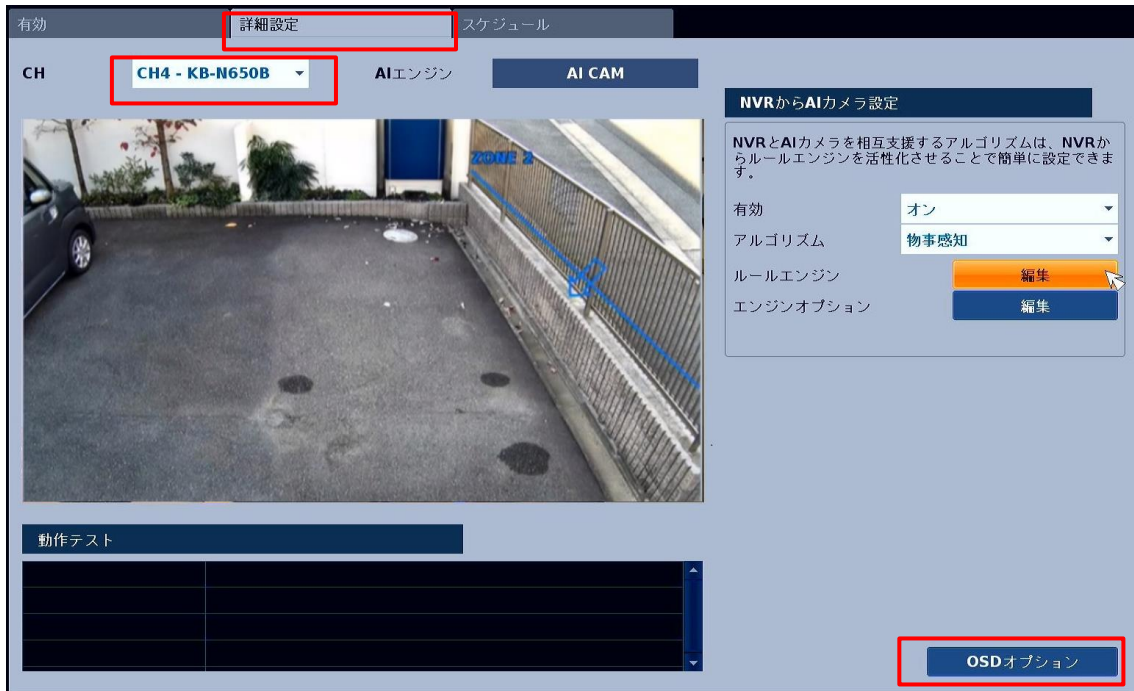 有効
詳細設定
スケジュール
CH
CH4 - KB-N650B
AIエンジン
AI CAM
ZONE 2
NVRからAIカメラ設定
NVRとAIカメラを相互支援するアルゴリズムは、NVRか
らルールエンジンを活性化させることで簡単に設定できま
す。
有効
オン
アルゴリズム
物事感知
ルールエンジン
編集
エンジンオプション
編集
動作テスト
OSDオプション